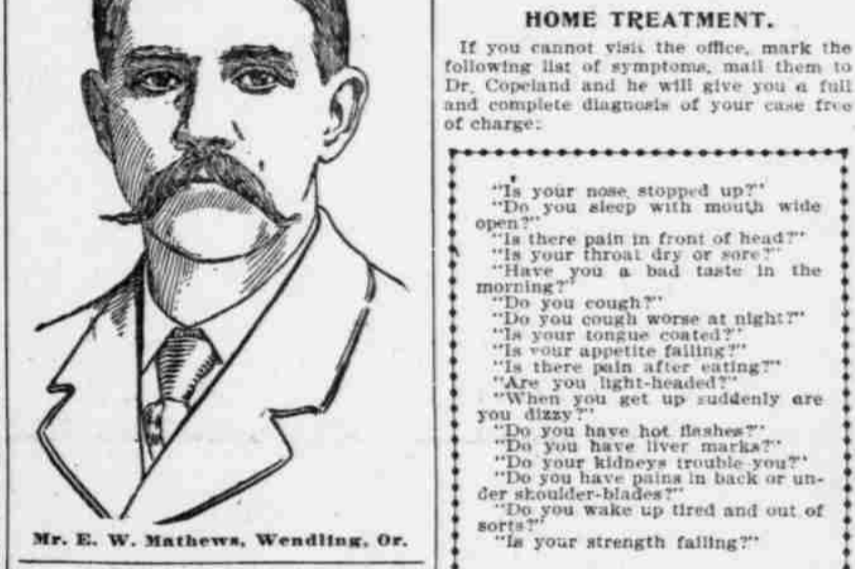 Mr. E. W. Mathews, Wendling, Or.
HOME TREATMENT.
If you cannot visit the office, mark the
following list of symptoms, mail them to
Dr. Copeland and he will give you a full
and complete diagnosis of your case free
of charge:
"Is your nose stopped up?"
"Do you sleep with mouth wide
open?"
"Is there pain in front of head?"
"Is your throat dry or sore?"
"Have you a bad taste in the
morning?"
"Do you cough?"
"Do you cough worse at night?"
"Is your tongue coated?"
"Is your appetite failing?"
"Is there pain after eating?"
"Are you light-headed?"
"When you get up suddenly are
you dizzy?"
"Do you have hot flashes?"
"Do you have liver marks?"
"Do your kidneys trouble you?"
"Do you have pains in back or un-
der shoulder-blades?"
"Do you wake up tired and out of
sorts?"
"Is your strength failing?"